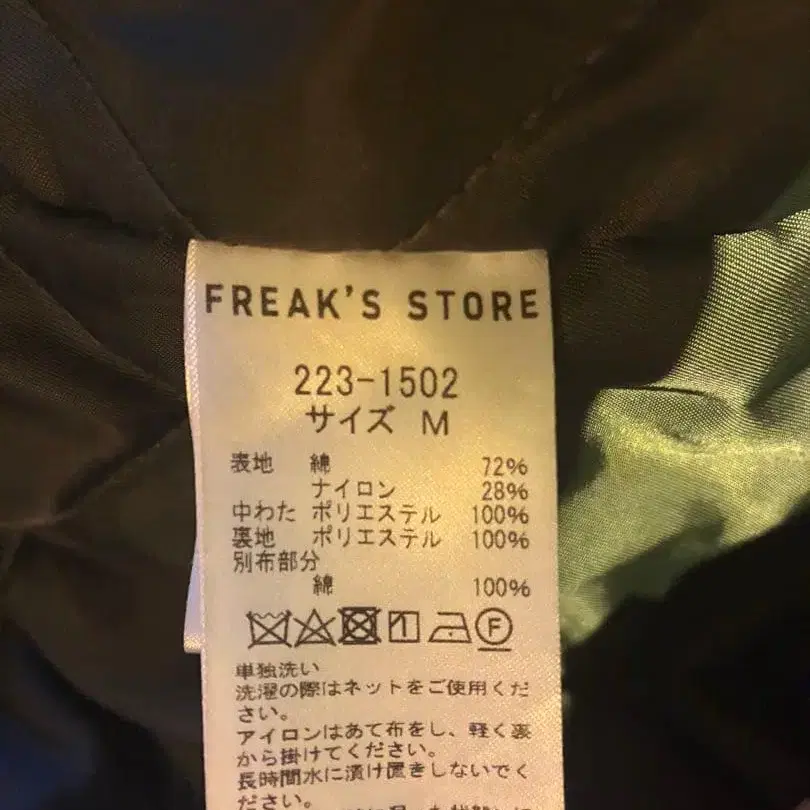 FREAK'S STORE
223-1502
サイズ M
表地 綿 72%
ナイロン 28%
中わた ポリエステル 100%
裏地 ポリエステル 100%
別布部分
綿 100%
F
単独洗い
洗濯の際はネットをご使用くだ
さい。
アイロンはあて布をし、軽く裏
から掛けてください。
長時間水に漬け置きしないでく
ださい。